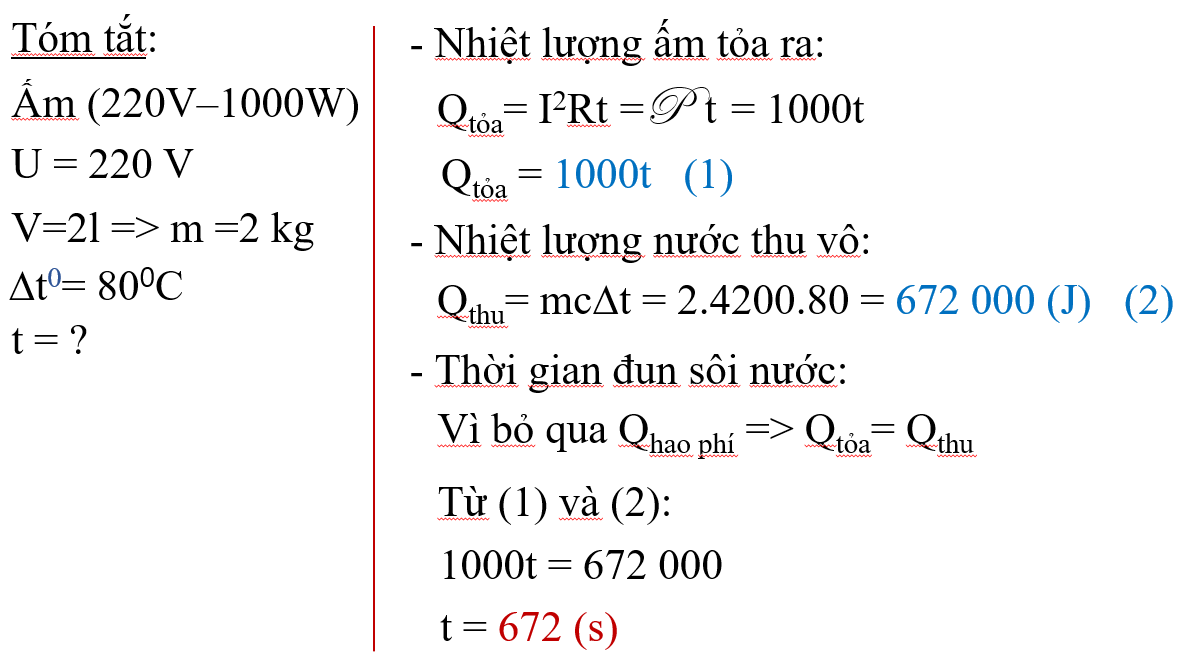 Tóm tắt:
Ấm (220V–1000W)
U = 220 V
V=2l => m =2 kg
Δt⁰= 80⁰C
t = ?
- Nhiệt lượng ấm tỏa ra:
Qtỏa= I²Rt =𝒫 t = 1000t
Qtỏa = 1000t (1)
- Nhiệt lượng nước thu vô:
Qthu= mcΔt = 2.4200.80 = 672 000 (J) (2)
- Thời gian đun sôi nước:
Vì bỏ qua Qhao phí => Qtỏa= Qthu
Từ (1) và (2):
1000t = 672 000
t = 672 (s)